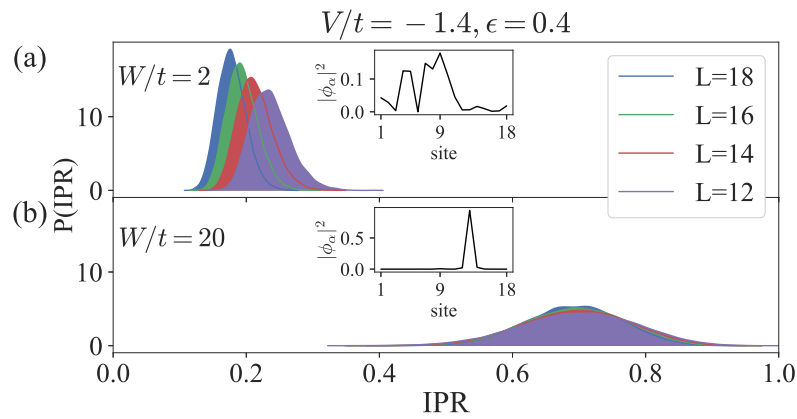 V/t = −1.4, ϵ = 0.4
(a)
W/t = 2
|ϕα|²
0.1
0.0
1 9 18
site
L=18
L=16
L=14
L=12
10
0
P(IPR)
(b)
W/t = 20
|ϕα|²
0.5
0.0
1 9 18
site
10
0
0.0 0.2 0.4 0.6 0.8 1.0
IPR